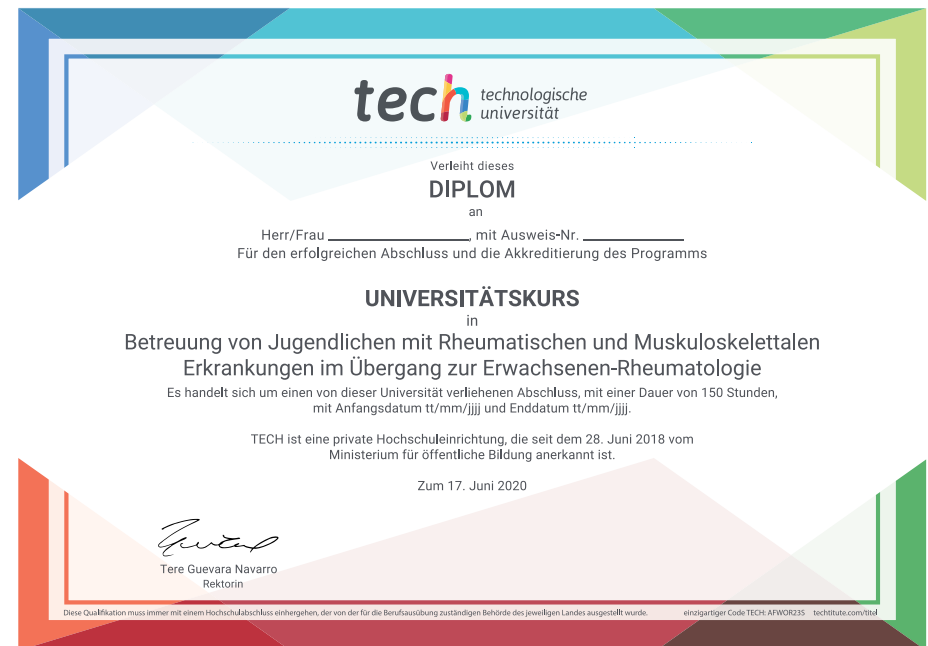 tech technologische
universität
Verleiht dieses
DIPLOM
an
Herr/Frau ____________________, mit Ausweis-Nr. ______________
Für den erfolgreichen Abschluss und die Akkreditierung des Programms
UNIVERSITÄTSKURS
in
Betreuung von Jugendlichen mit Rheumatischen und Muskuloskelettalen
Erkrankungen im Übergang zur Erwachsenen-Rheumatologie
Es handelt sich um einen von dieser Universität verliehenen Abschluss, mit einer Dauer von 150 Stunden,
mit Anfangsdatum tt/mm/jjjj und Enddatum tt/mm/jjjj.
TECH ist eine private Hochschuleinrichtung, die seit dem 28. Juni 2018 vom
Ministerium für öffentliche Bildung anerkannt ist.
Zum 17. Juni 2020
Tere Guevara Navarro
Rektorin
Diese Qualifikation muss immer mit einem Hochschulabschluss einhergehen, der von der für die Berufsausübung zuständigen Behörde des jeweiligen Landes ausgestellt wurde. einzigartiger Code TECH: AFWOR23S techtitute.com/titel